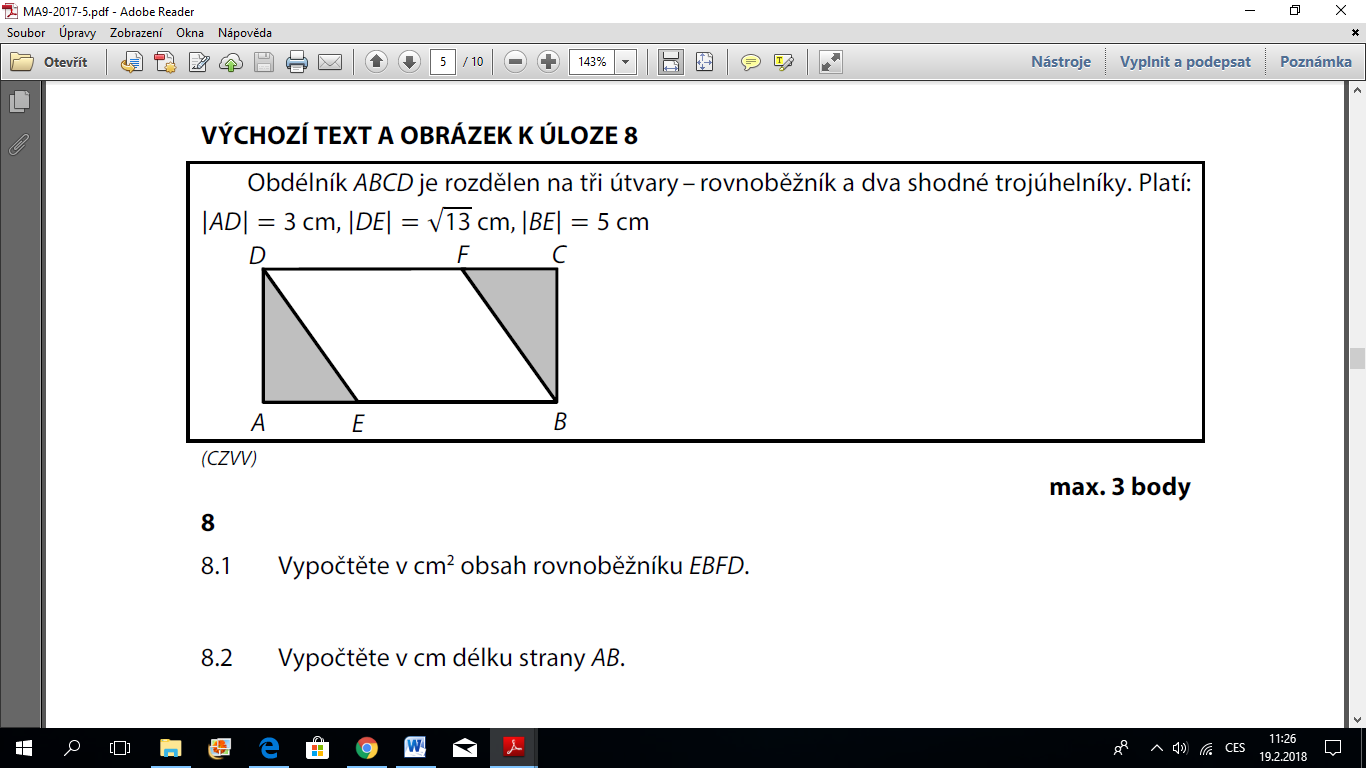 MA9-2017-5.pdf - Adobe Reader
Soubor Úpravy Zobrazení Okna Nápověda
Otevřít 5 / 10 143% Nástroje Vyplnit a podepsat Poznámka
VÝCHOZÍ TEXT A OBRÁZEK K ÚLOZE 8
Obdélník ABCD je rozdělen na tři útvary – rovnoběžník a dva shodné trojúhelníky. Platí:
|AD| = 3 cm, |DE| = √13 cm, |BE| = 5 cm
D F C
A E B
(CZVV)
max. 3 body
8
8.1 Vypočtěte v cm² obsah rovnoběžníku EBFD.
8.2 Vypočtěte v cm délku strany AB.
CES
11:26
19.2.2018